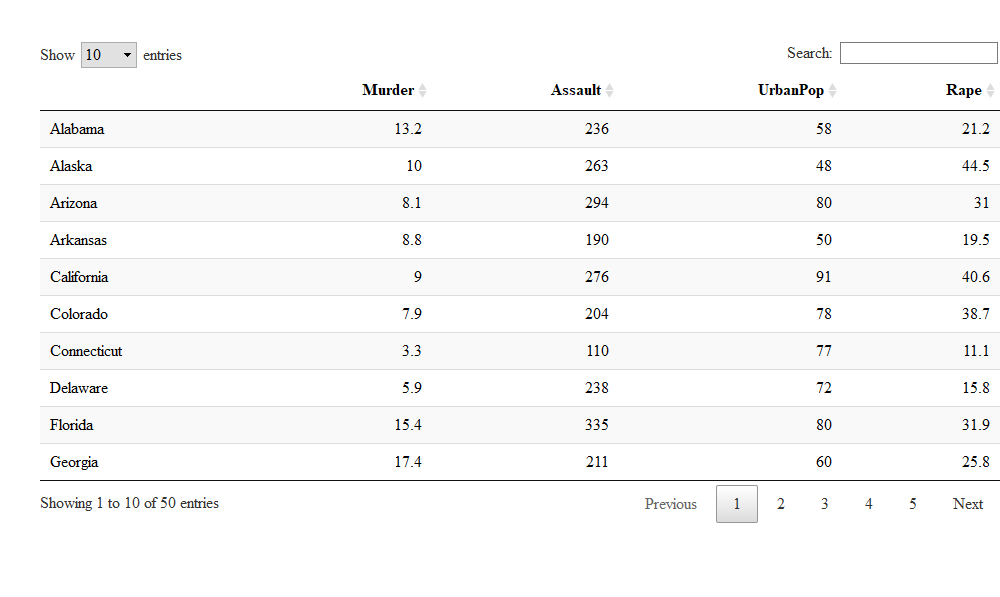 Show 10 entries Search:
Murder Assault UrbanPop Rape
Alabama 13.2 236 58 21.2
Alaska 10 263 48 44.5
Arizona 8.1 294 80 31
Arkansas 8.8 190 50 19.5
California 9 276 91 40.6
Colorado 7.9 204 78 38.7
Connecticut 3.3 110 77 11.1
Delaware 5.9 238 72 15.8
Florida 15.4 335 80 31.9
Georgia 17.4 211 60 25.8
Showing 1 to 10 of 50 entries Previous 1 2 3 4 5 Next